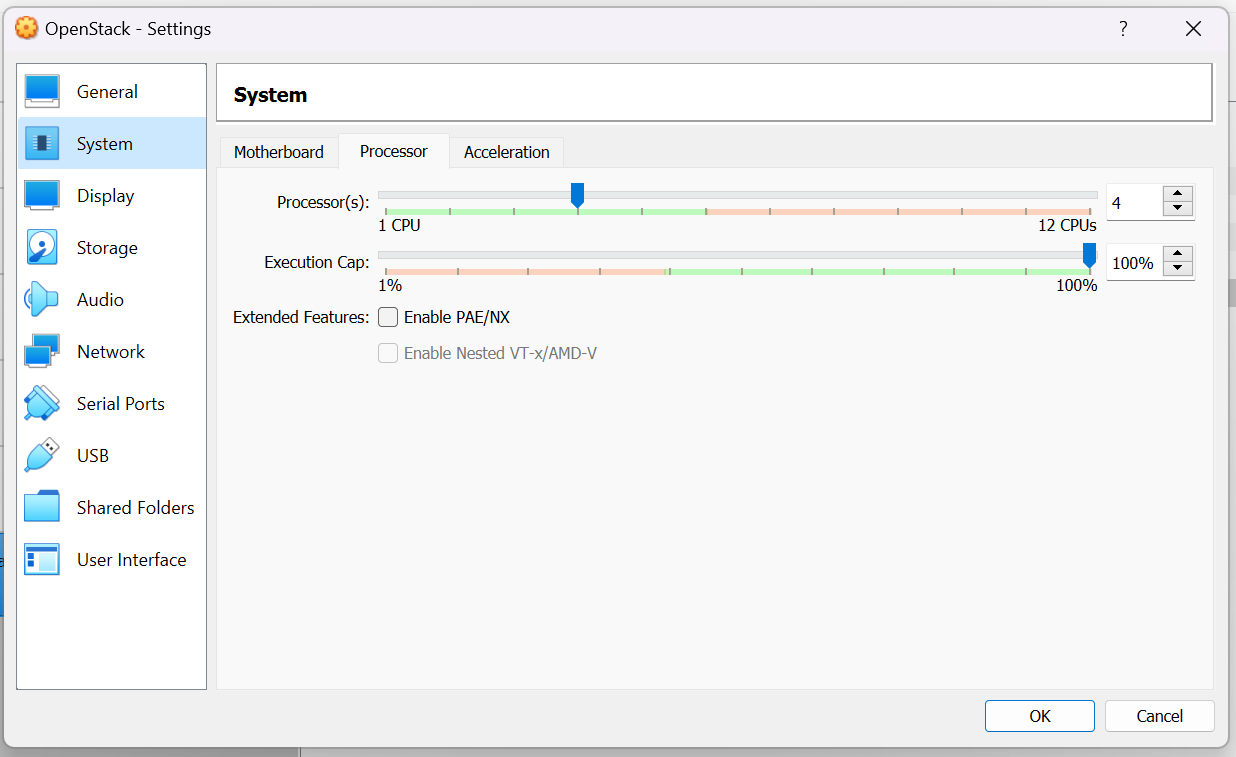 OpenStack - Settings
?
General
System
Display
Storage
Audio
Network
Serial Ports
USB
Shared Folders
User Interface
System
Motherboard Processor Acceleration
Processor(s): 4
1 CPU 12 CPUs
Execution Cap: 100%
1% 100%
Extended Features: Enable PAE/NX
Enable Nested VT-x/AMD-V
OK Cancel